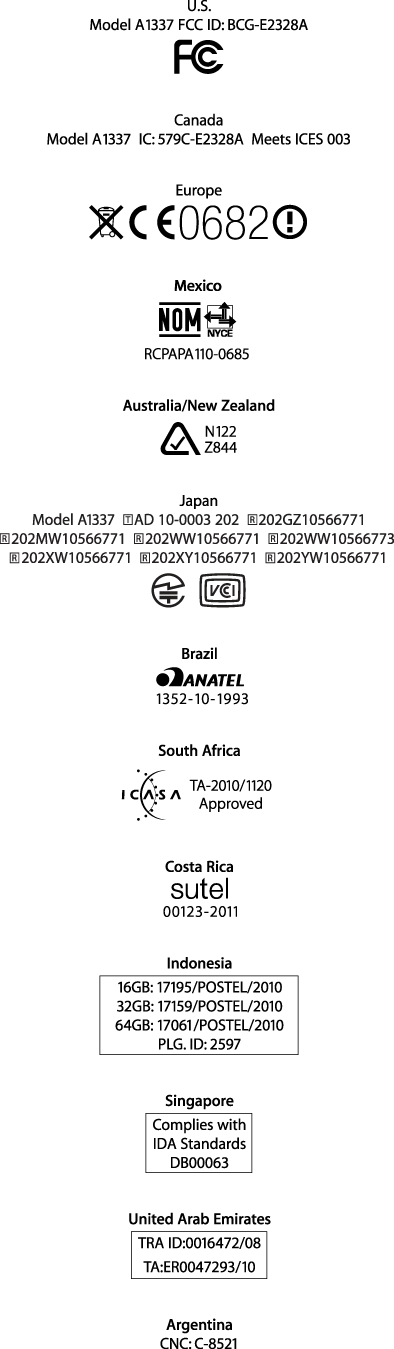 U.S.
Model A1337 FCC ID: BCG-E2328A
FC
Canada
Model A1337 IC: 579C-E2328A Meets ICES 003
Europe
CE0682
Mexico
NOM NYCE
RCPAPA110-0685
Australia/New Zealand
N122
Z844
Japan
Model A1337 🅃AD 10-0003 202 🅁202GZ10566771
🅁202MW10566771 🅁202WW10566771 🅁202WW10566773
🅁202XW10566771 🅁202XY10566771 🅁202YW10566771
VCI
Brazil
ANATEL
1352-10-1993
South Africa
ICASA
TA-2010/1120
Approved
Costa Rica
sutel
00123-2011
Indonesia
16GB: 17195/POSTEL/2010
32GB: 17159/POSTEL/2010
64GB: 17061/POSTEL/2010
PLG. ID: 2597
Singapore
Complies with
IDA Standards
DB00063
United Arab Emirates
TRA ID:0016472/08
TA:ER0047293/10
Argentina
CNC: C-8521